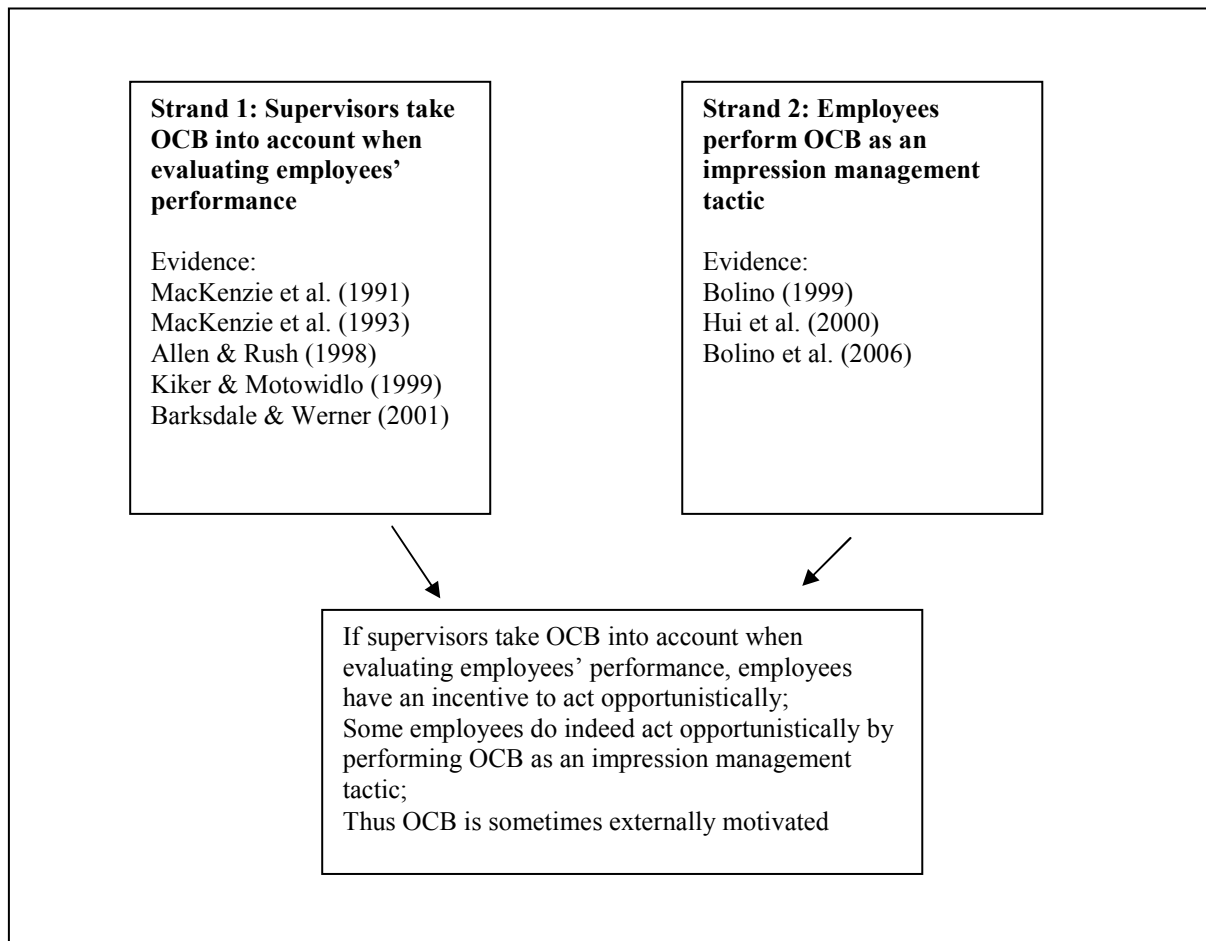 Strand 1: Supervisors take
OCB into account when
evaluating employees’
performance
Evidence:
MacKenzie et al. (1991)
MacKenzie et al. (1993)
Allen & Rush (1998)
Kiker & Motowidlo (1999)
Barksdale & Werner (2001)
Strand 2: Employees
perform OCB as an
impression management
tactic
Evidence:
Bolino (1999)
Hui et al. (2000)
Bolino et al. (2006)
If supervisors take OCB into account when
evaluating employees’ performance, employees
have an incentive to act opportunistically;
Some employees do indeed act opportunistically by
performing OCB as an impression management
tactic;
Thus OCB is sometimes externally motivated